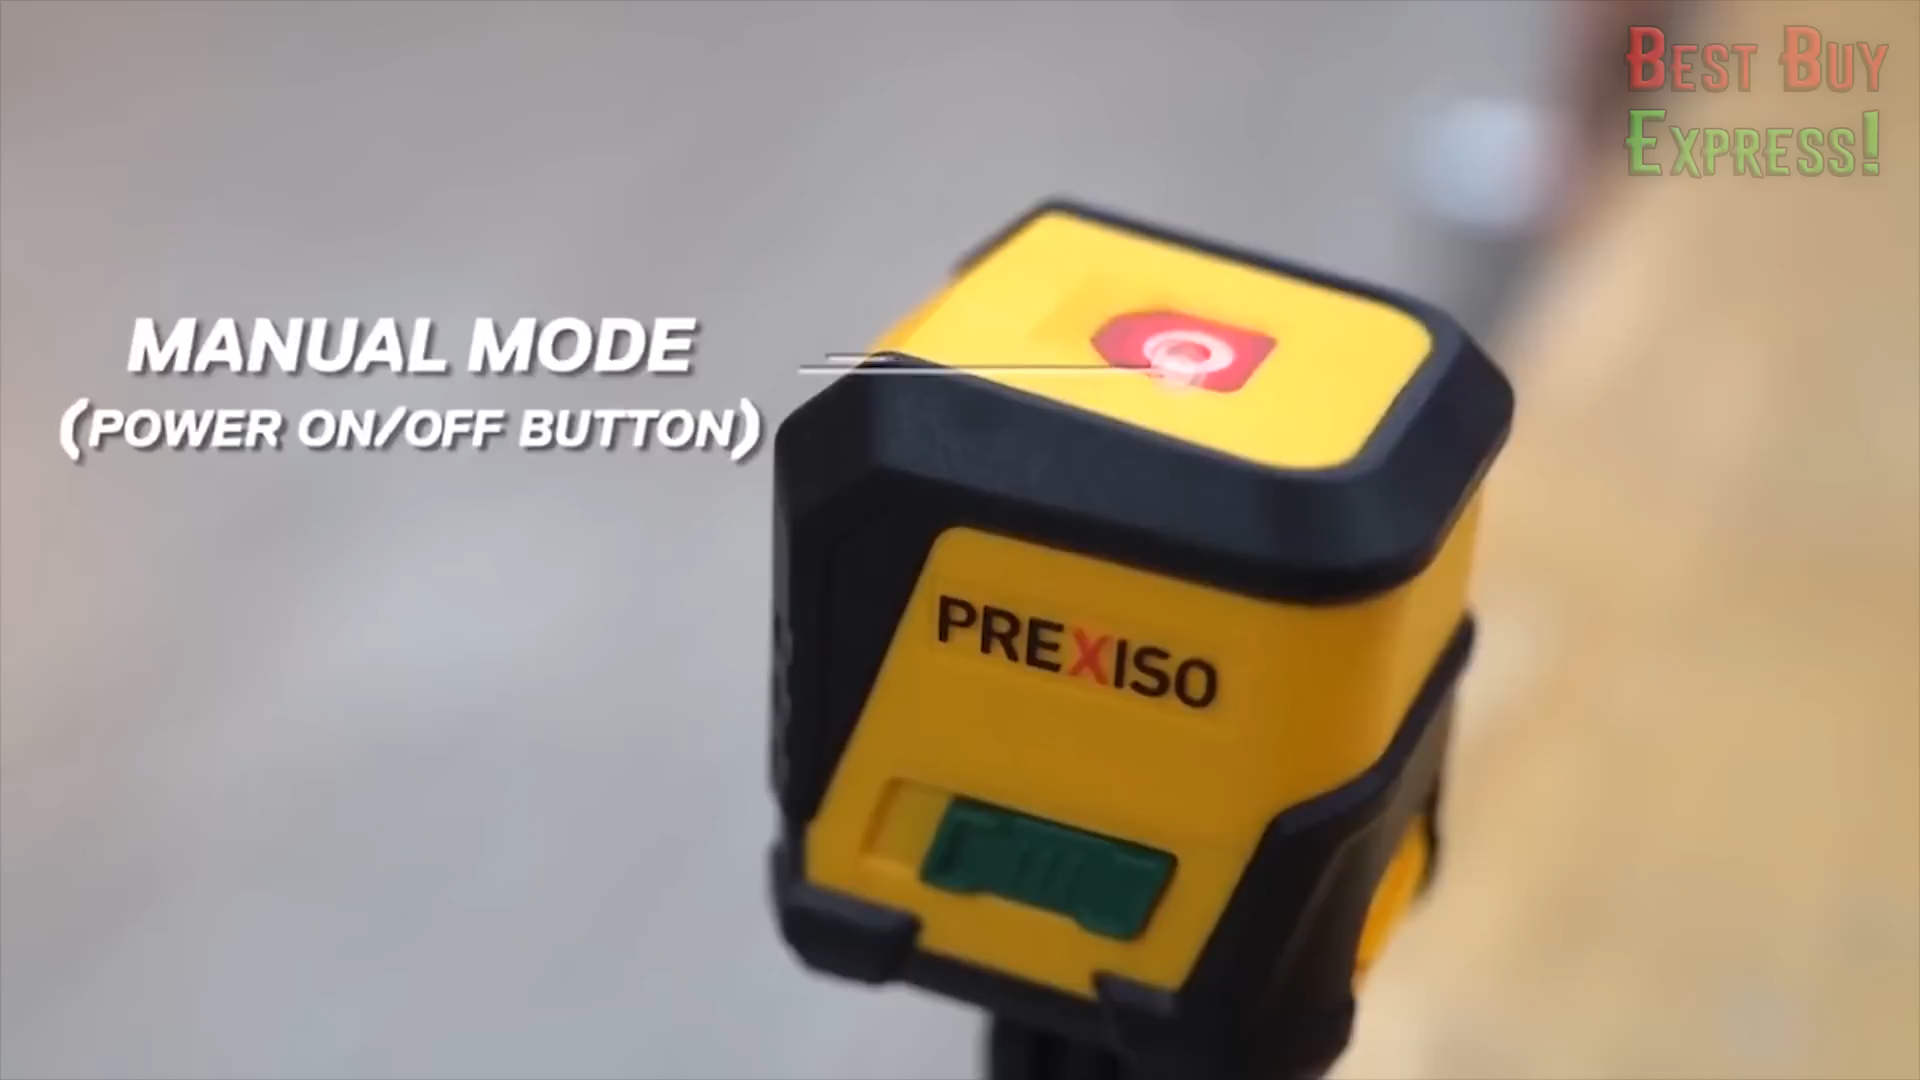 BEST BUY
EXPRESS!
MANUAL MODE
(POWER ON/OFF BUTTON)
PREXISO